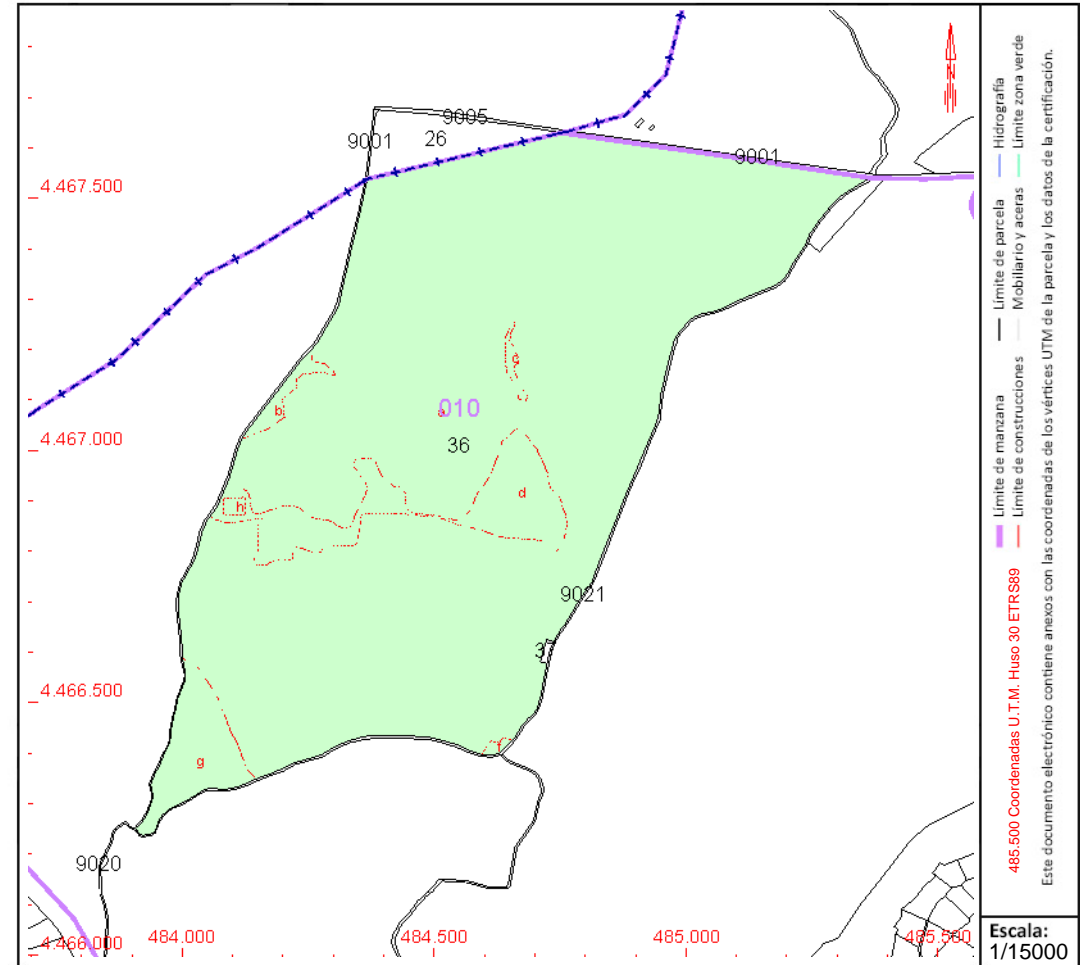 9005
9001
26
9001
4.467.500
c
b
010
a
4.467.000
36
d
h
9021
37
4.466.500
f
g
9020
4.466.000
484.000
484.500
485.000
485.500
N
Límite de manzana
Límite de parcela
Hidrografía
Límite de construcciones
Mobiliario y aceras
Límite zona verde
485.500 Coordenadas U.T.M. Huso 30 ETRS89
Este documento electrónico contiene anexos con las coordenadas de los vértices UTM de la parcela y los datos de la certificación.
Escala:
1/15000